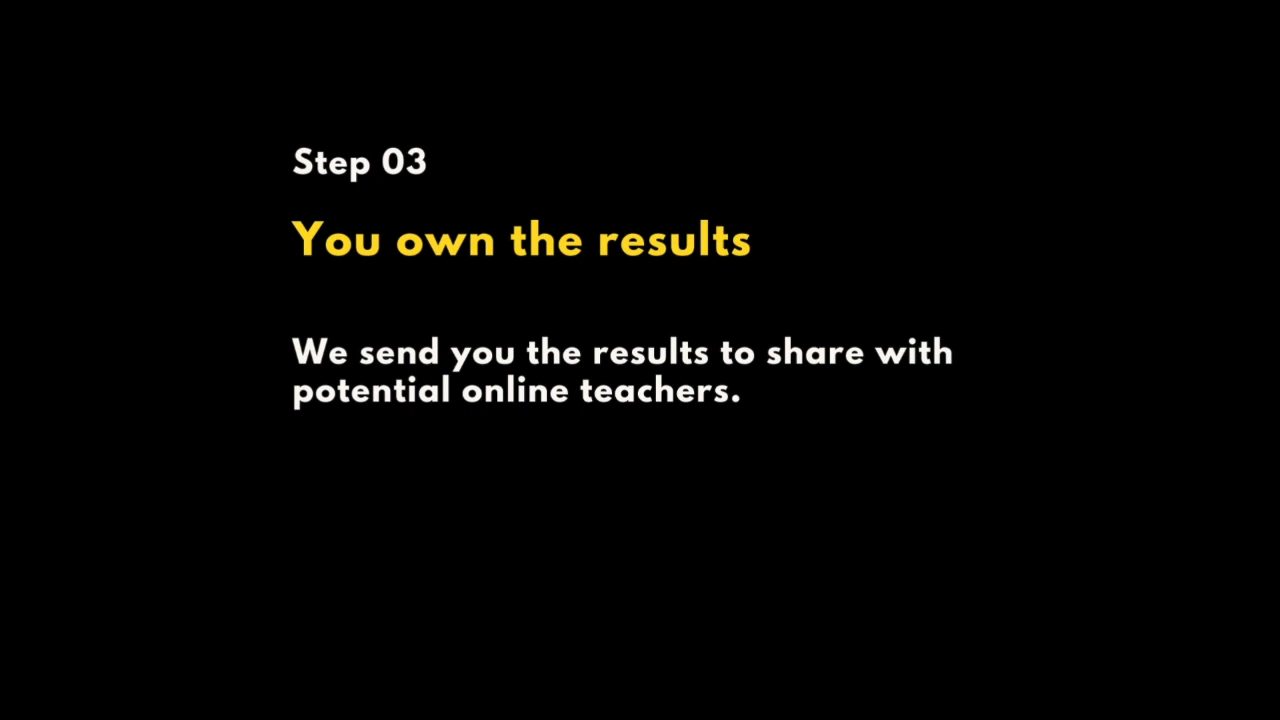 Step 03
You own the results
We send you the results to share with
potential online teachers.